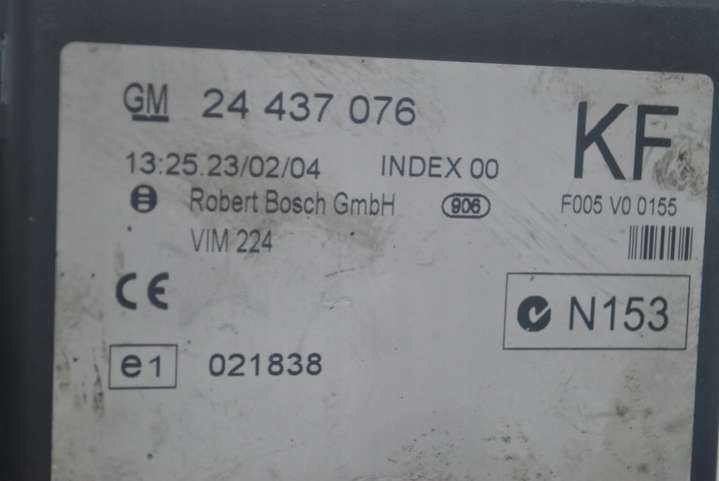 GM 24 437 076
KF
13:25.23/02/04 INDEX 00
Robert Bosch GmbH 906 F005 V0 0155
VIM 224
CE
N153
e1 021838